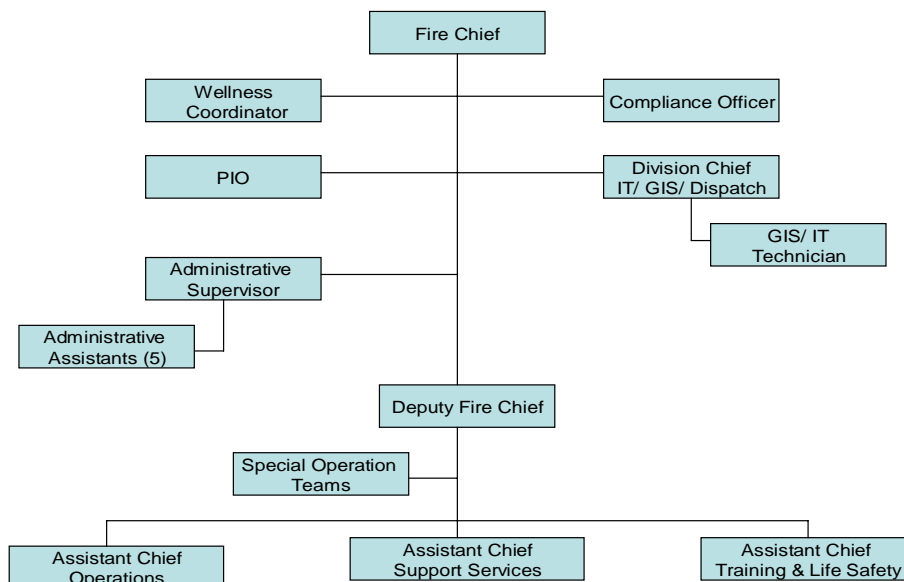 Fire Chief
Wellness
Coordinator
Compliance Officer
PIO
Division Chief
IT/ GIS/ Dispatch
GIS/ IT
Technician
Administrative
Supervisor
Administrative
Assistants (5)
Deputy Fire Chief
Special Operation
Teams
Assistant Chief
Operations
Assistant Chief
Support Services
Assistant Chief
Training & Life Safety